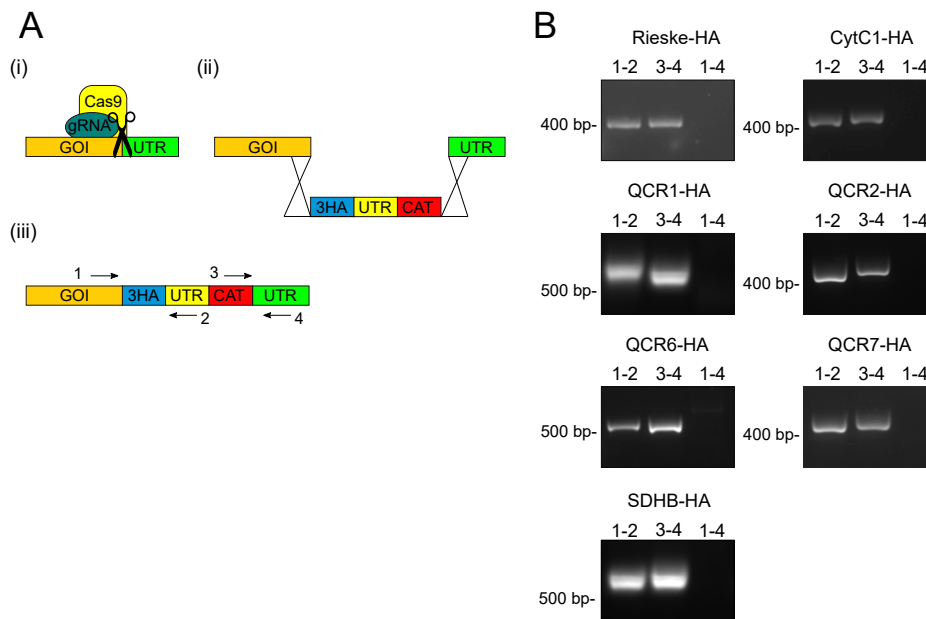 A
(i)
(ii)
Cas9
gRNA
GOI
UTR
GOI
UTR
3HA
UTR
CAT
(iii)
1
3
GOI
3HA
UTR
CAT
UTR
2
4
B
Rieske-HA
1-2 3-4 1-4
400 bp-
CytC1-HA
1-2 3-4 1-4
400 bp-
QCR1-HA
1-2 3-4 1-4
500 bp-
QCR2-HA
1-2 3-4 1-4
400 bp-
QCR6-HA
1-2 3-4 1-4
500 bp-
QCR7-HA
1-2 3-4 1-4
400 bp-
SDHB-HA
1-2 3-4 1-4
500 bp-